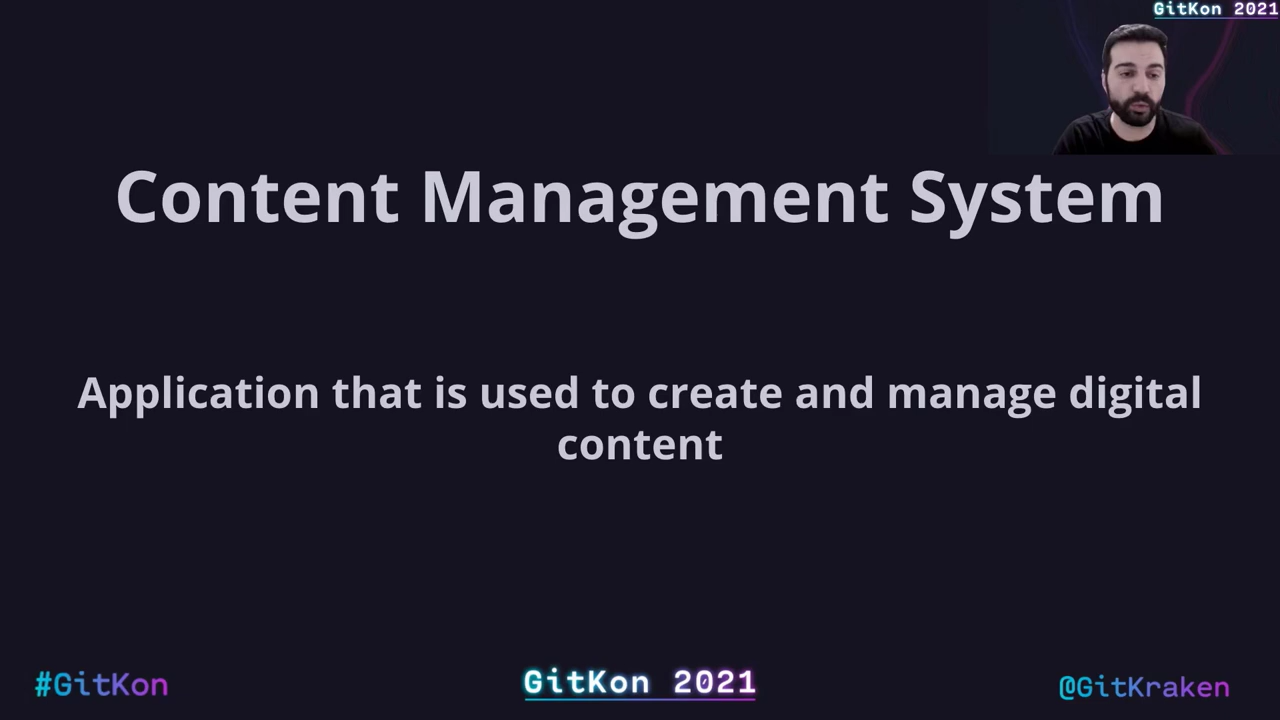 GitKon 2021
Content Management System
Application that is used to create and manage digital
content
#GitKon
GitKon 2021
@GitKraken